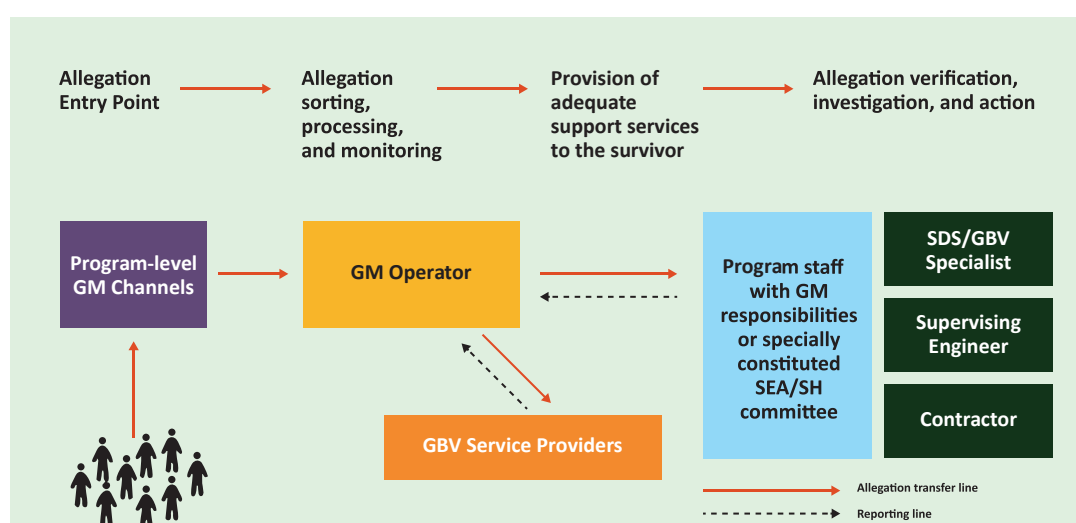 Allegation
Entry Point
Allegation
sorting,
processing,
and monitoring
Provision of
adequate
support services
to the survivor
Allegation verification,
investigation, and action
Program-level
GM Channels
GM Operator
Program staff
with GM
responsibilities
or specially
constituted
SEA/SH
committee
SDS/GBV
Specialist
Supervising
Engineer
Contractor
GBV Service Providers
Allegation transfer line
Reporting line